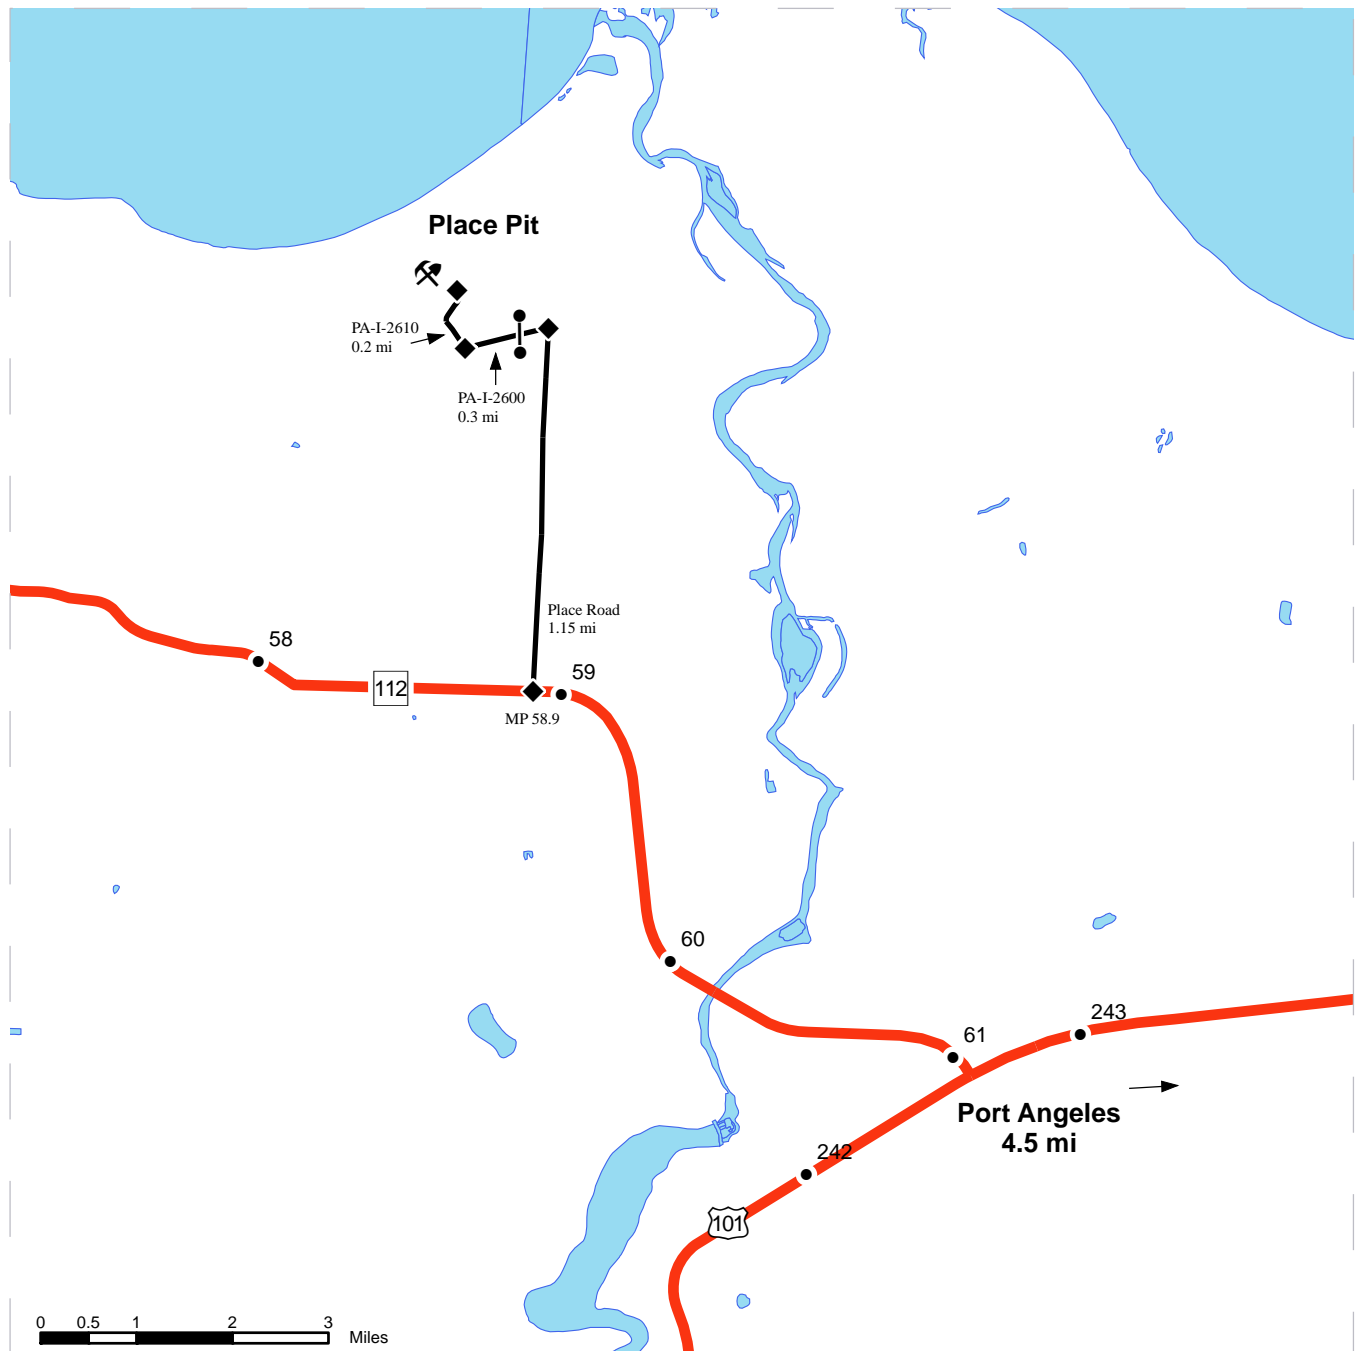 Place Pit
PA-I-2610
0.2 mi
PA-I-2600
0.3 mi
Place Road
1.15 mi
58
59
112
MP 58.9
60
61
243
Port Angeles
4.5 mi
242
101
0 0.5 1 2 3 Miles